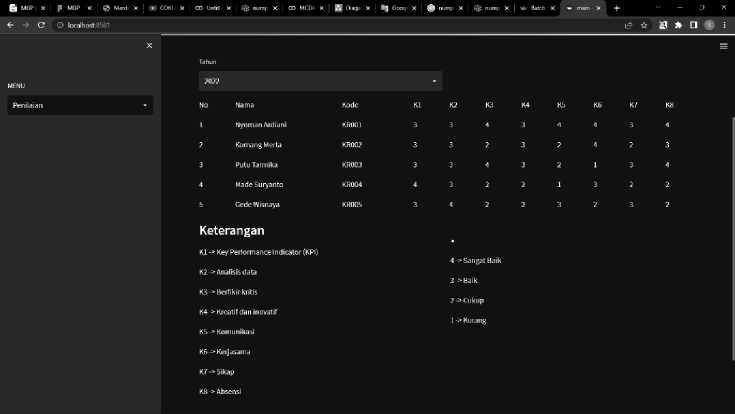 MBP
MBP
COKI
Untitl
nump
MCDM
Diagr
Goog
nump
nump
Batch
main
localhost:8501
Tahun
2022
MENU
Penilaian
No Nama Kode K1 K2 K3 K4 K5 K6 K7 K8
1 Nyoman Ardiani KR001 3 3 4 3 4 4 3 4
2 Komang Merta KR002 3 3 2 3 2 4 2 3
3 Putu Tarmika KR003 3 3 4 3 2 1 3 4
4 Made Suryanto KR004 4 3 2 2 1 3 2 2
5 Gede Wisnaya KR005 3 4 2 2 3 2 3 2
Keterangan
K1 -> Key Performance Indicator (KPI)
K2 -> Analisis data
K3 -> Berfikir kritis
K4 -> Kreatif dan inovatif
K5 -> Komunikasi
K6 -> Kerjasama
K7 -> Sikap
K8 -> Absensi
4 -> Sangat Baik
3 -> Baik
2 -> Cukup
1 -> Kurang